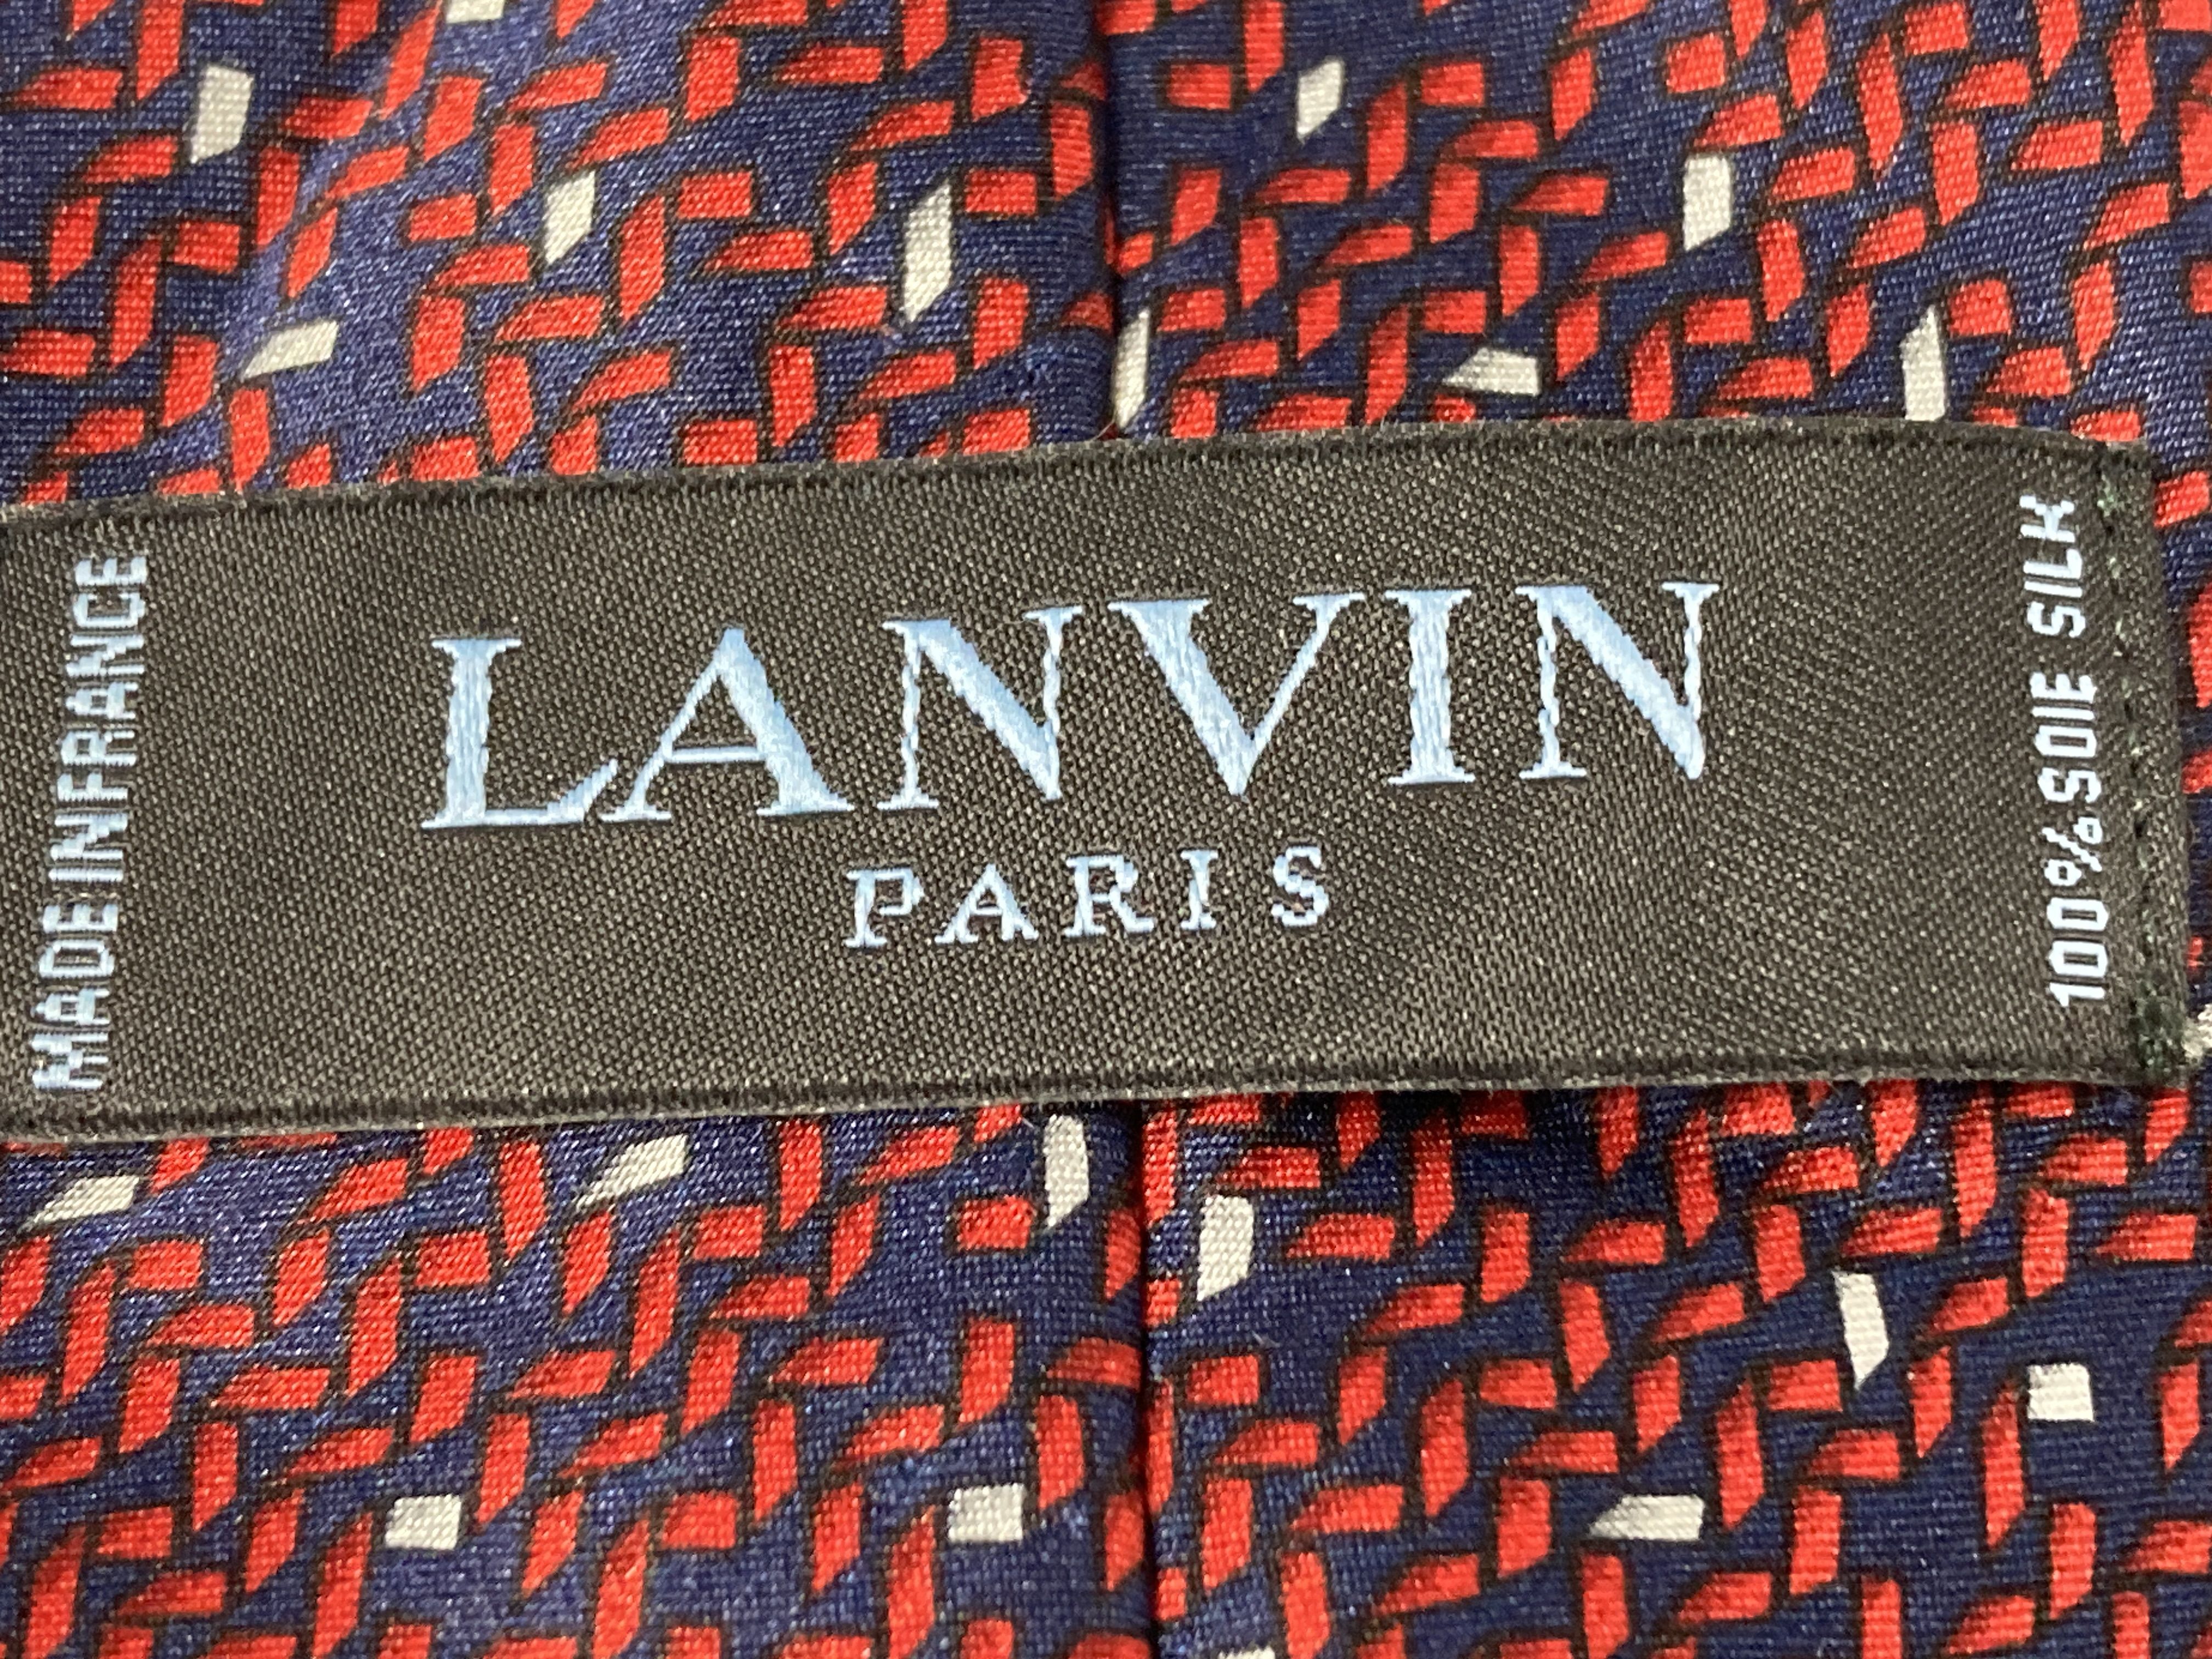 MADE IN FRANCE
LANVIN
PARIS
100% SOIE SILK